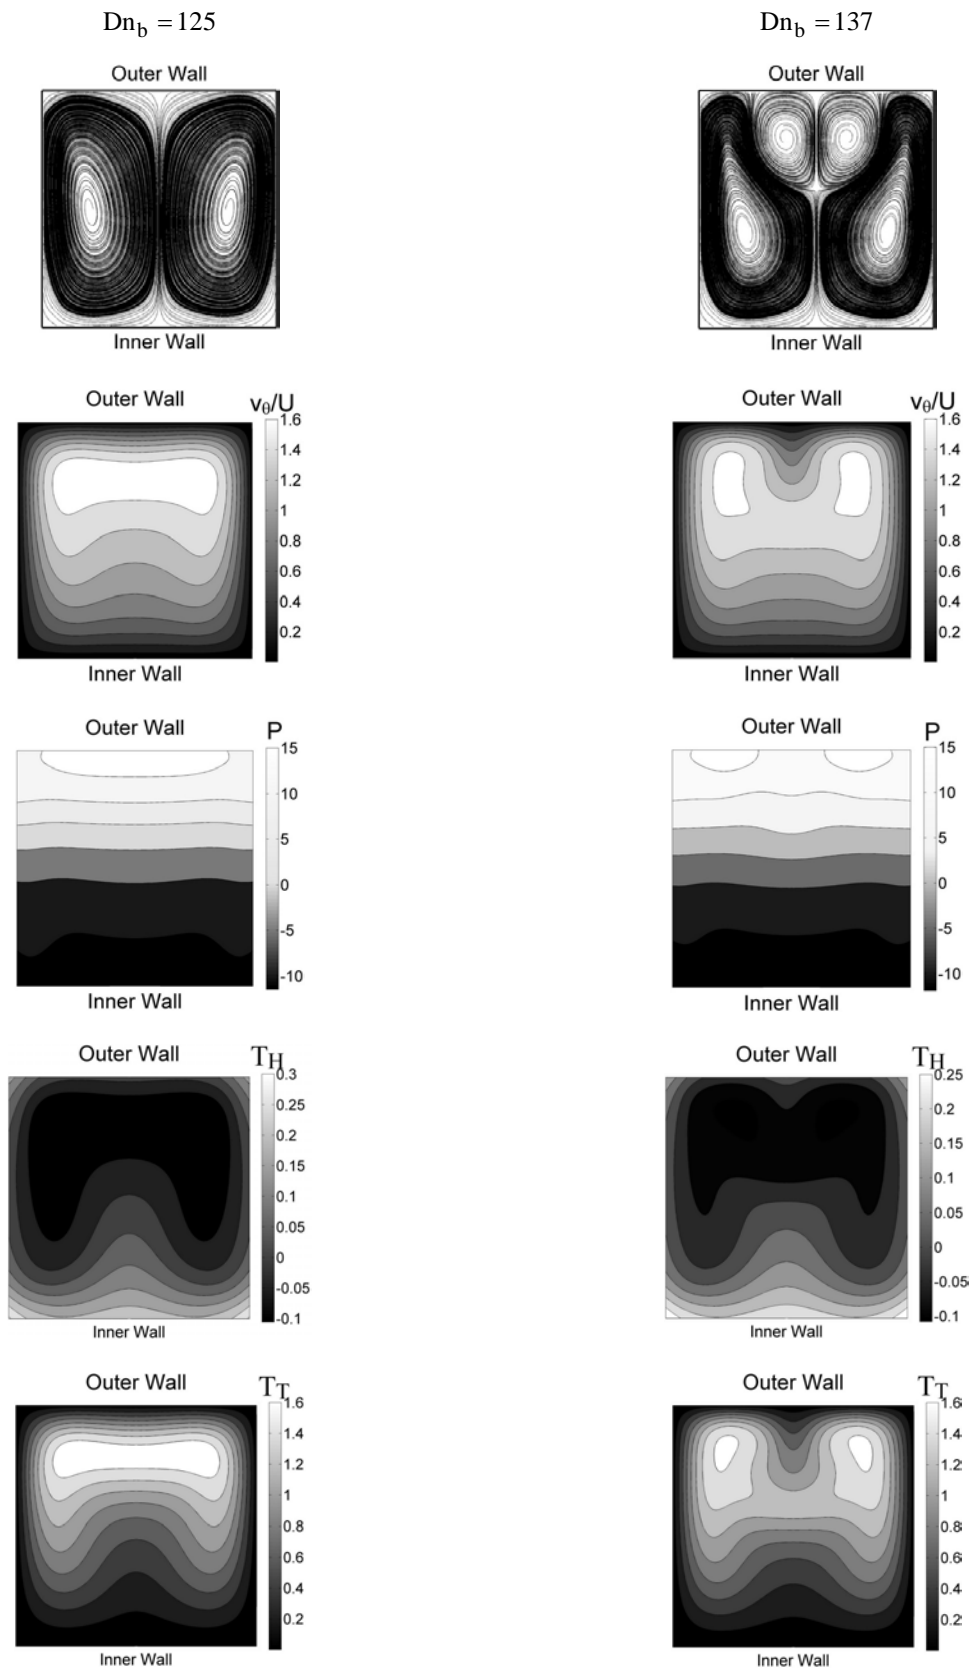 Dn_b = 125 Dn_b = 137
Outer Wall Outer Wall
Inner Wall Inner Wall
Outer Wall v_θ/U Outer Wall v_θ/U
1.6 1.6
1.4 1.4
1.2 1.2
1 1
0.8 0.8
0.6 0.6
0.4 0.4
0.2 0.2
Inner Wall Inner Wall
Outer Wall P Outer Wall P
15 15
10 10
5 5
0 0
-5 -5
-10 -10
Inner Wall Inner Wall
Outer Wall T_H Outer Wall T_H
0.3 0.25
0.25 0.2
0.2 0.15
0.15 0.1
0.1 0.05
0.05 0
0 -0.05
-0.05 -0.1
-0.1
Inner Wall Inner Wall
Outer Wall T_T Outer Wall T_T
1.6 1.6
1.4 1.4
1.2 1.2
1 1
0.8 0.8
0.6 0.6
0.4 0.4
0.2 0.2
Inner Wall Inner Wall